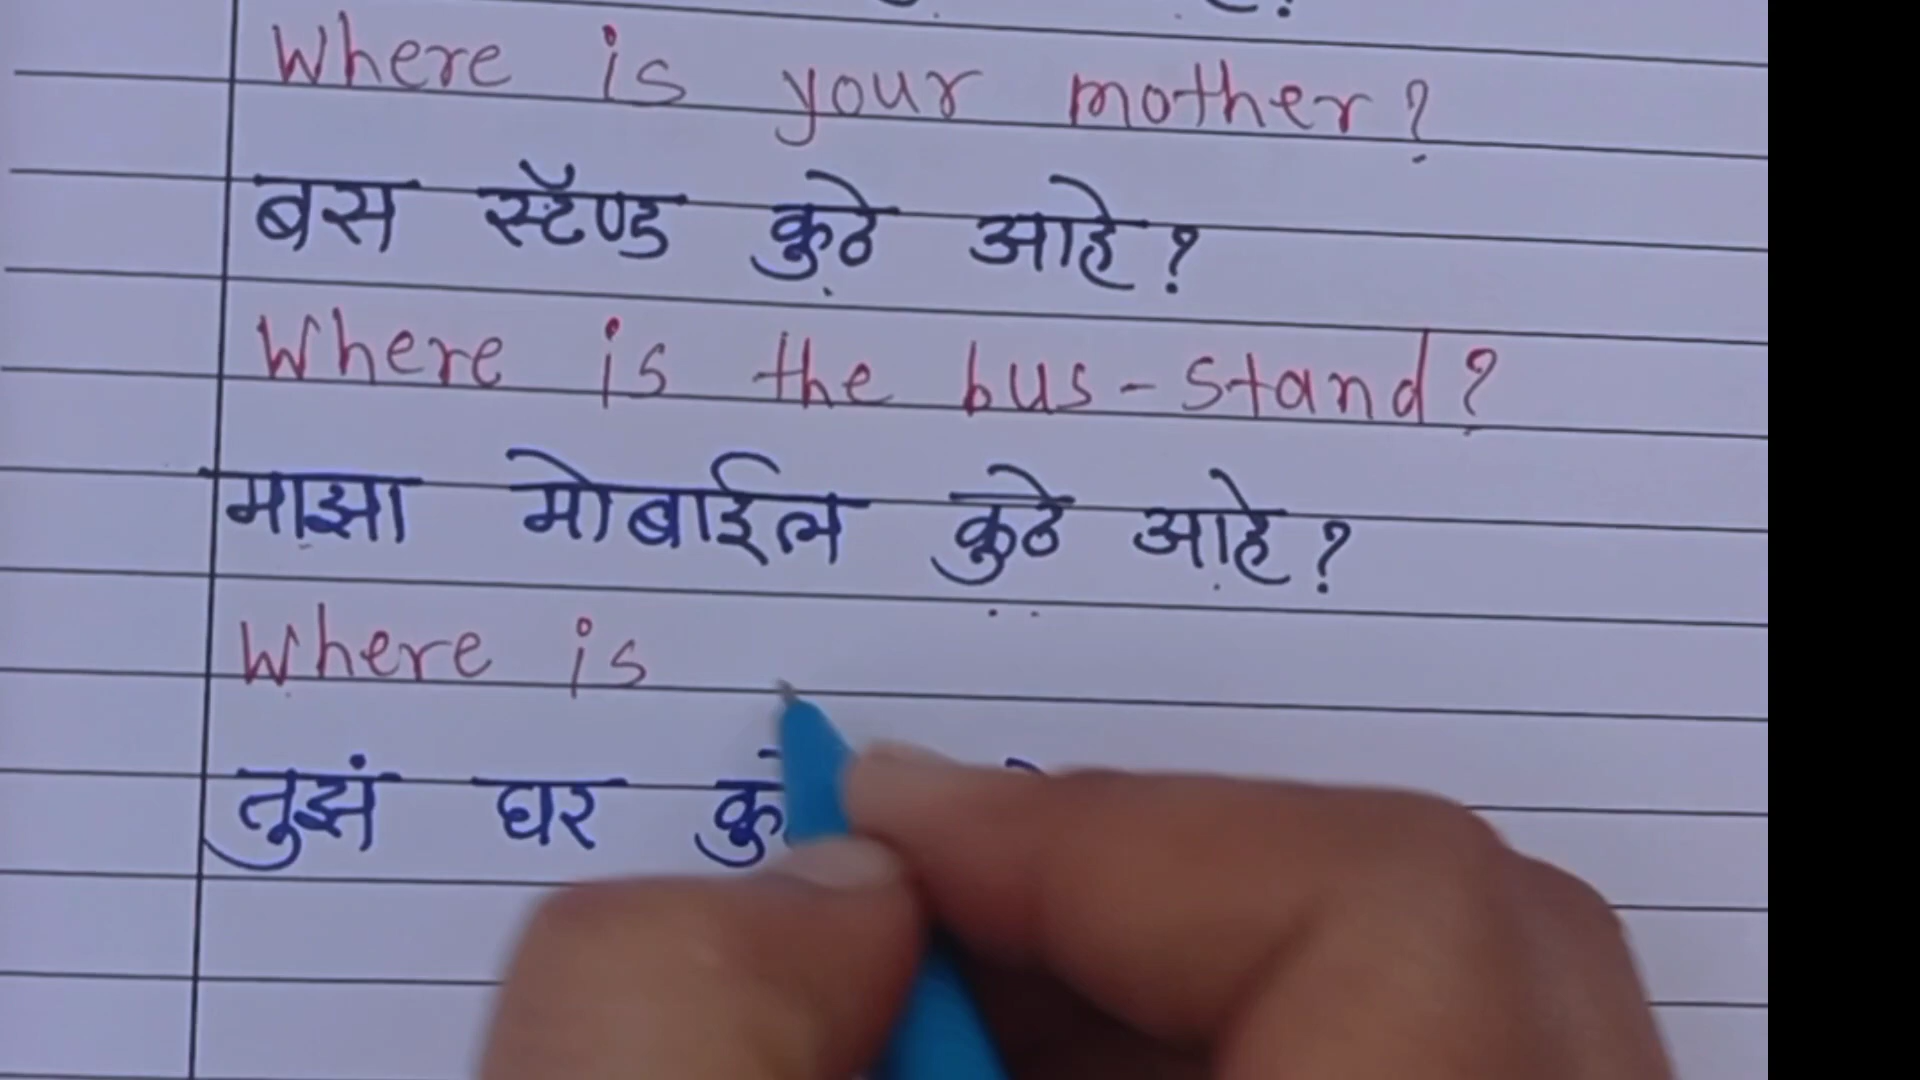 Where is your mother?
बस स्टॅण्ड कुठे आहे?
Where is the bus-stand?
माझा मोबाईल कुठे आहे?
Where is
तुझं घर